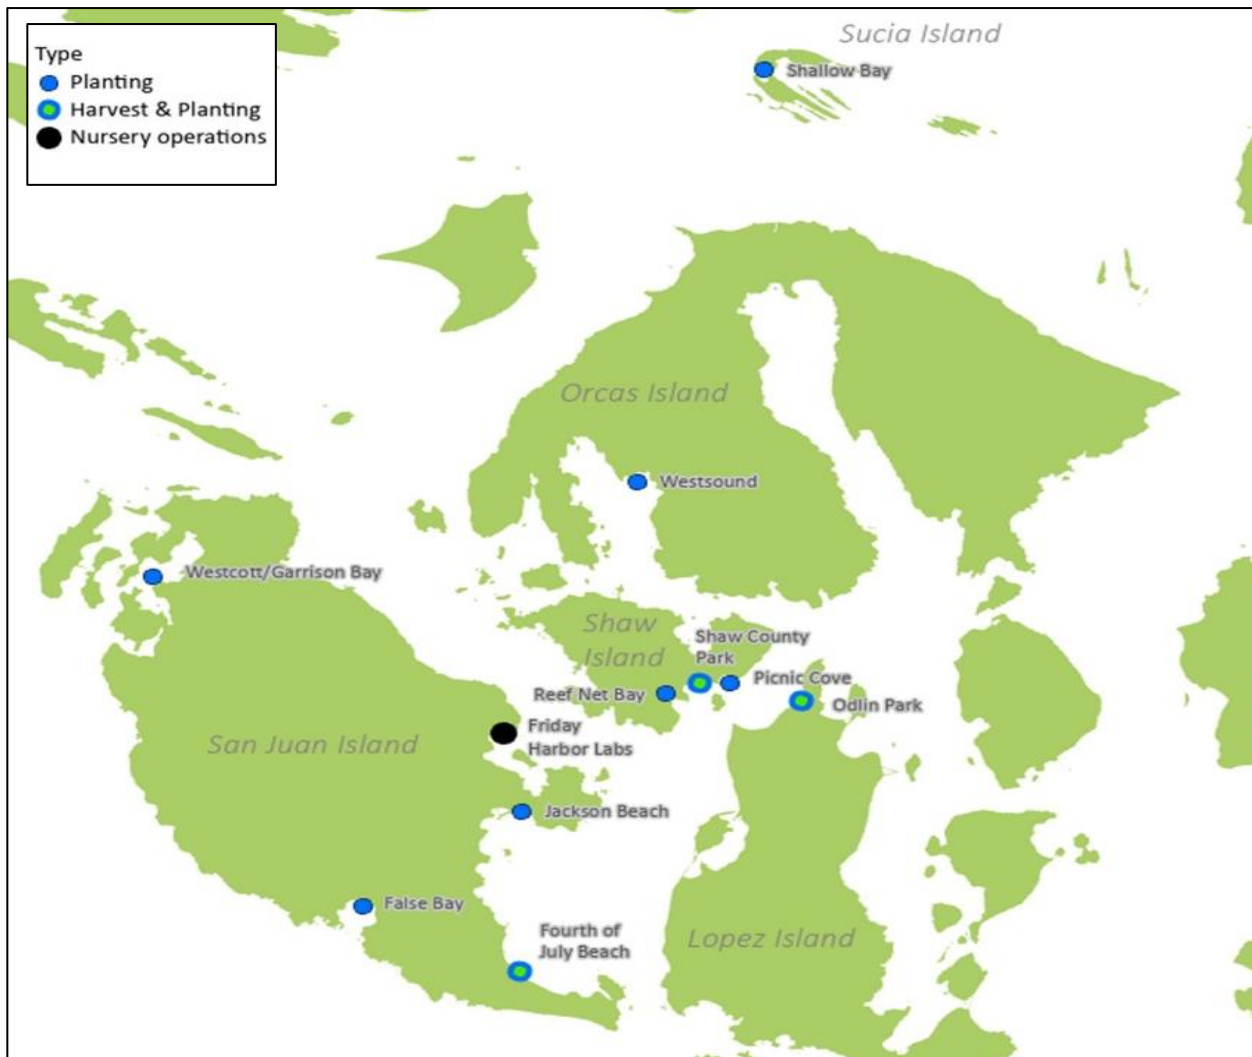 Type
Planting
Harvest & Planting
Nursery operations
Sucia Island
Shallow Bay
Orcas Island
Westsound
Westcott/Garrison Bay
Shaw
Island
Shaw County
Park
Reef Net Bay
Picnic Cove
Odlin Park
San Juan Island
Friday
Harbor Labs
Jackson Beach
False Bay
Fourth of
July Beach
Lopez Island